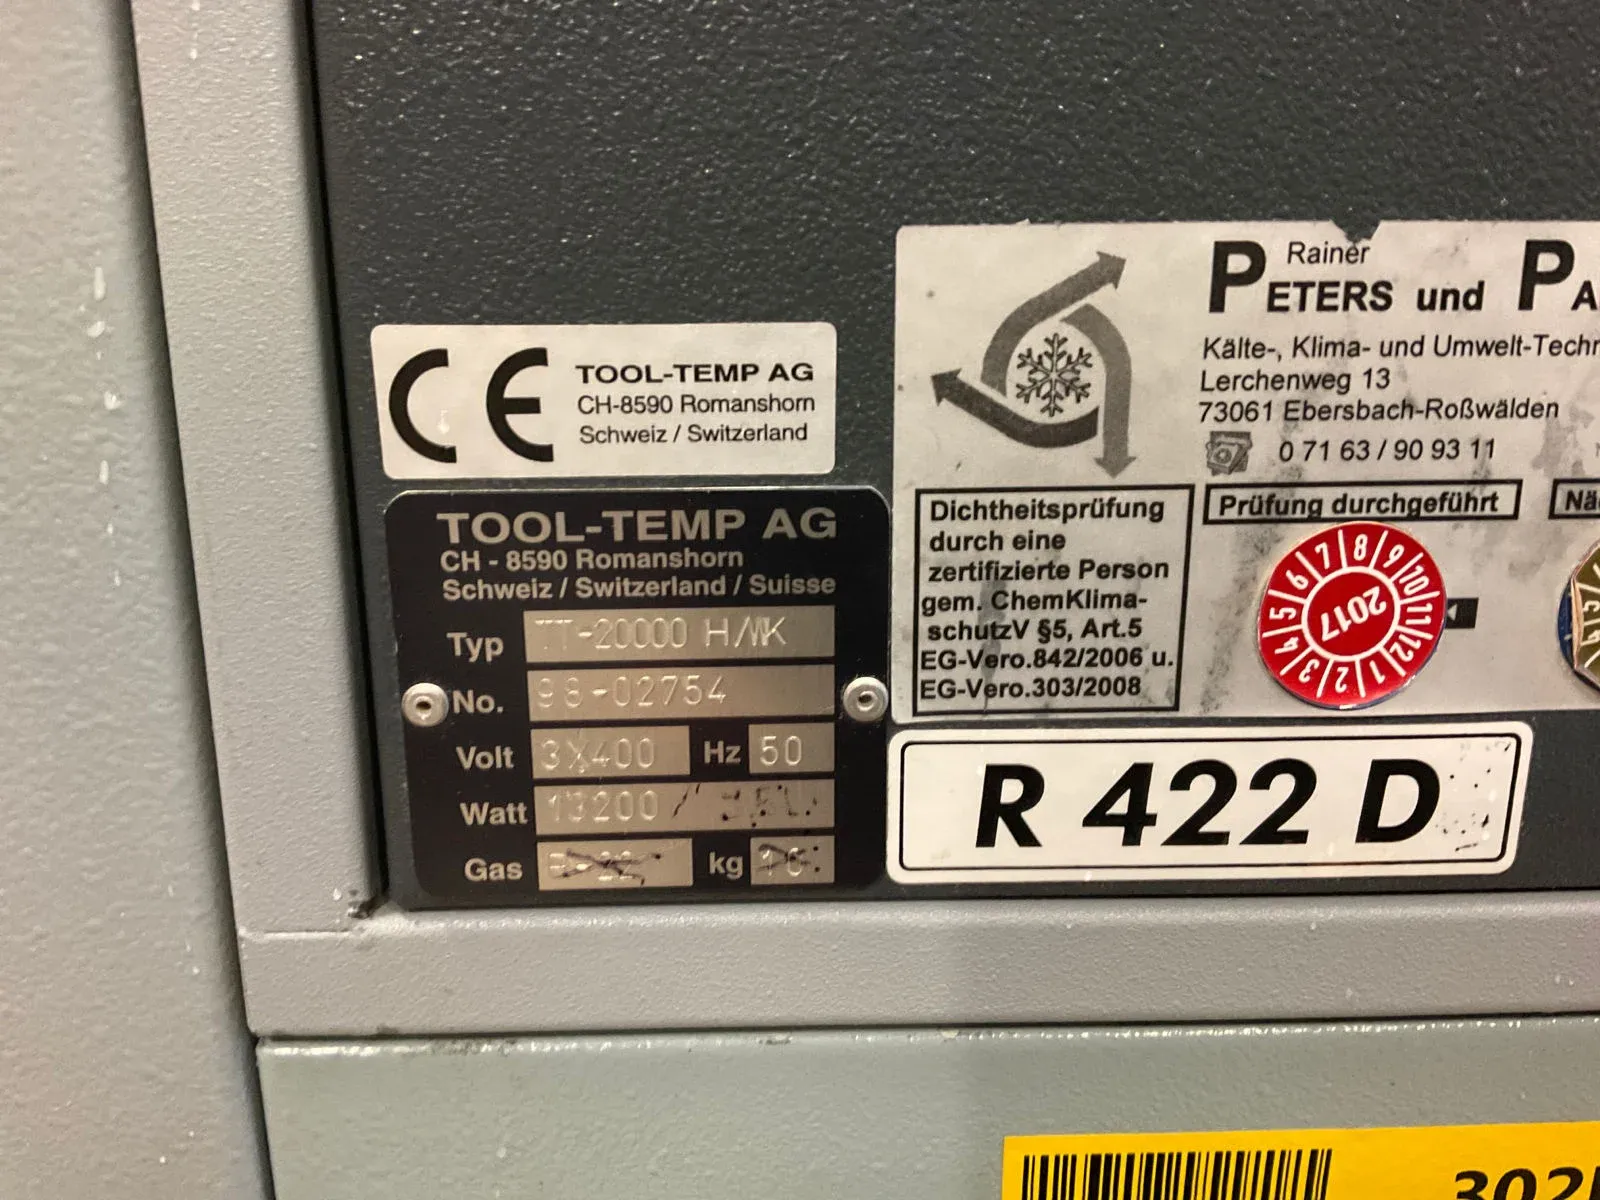 CE
TOOL-TEMP AG
CH-8590 Romanshorn
Schweiz / Switzerland
TOOL-TEMP AG
CH - 8590 Romanshorn
Schweiz / Switzerland / Suisse
Typ TT-20000 H/WK
No. 98-02754
Volt 3X400 Hz 50
Watt 13200 /
Gas R-22 kg
Rainer
PETERS und PA
Kälte-, Klima- und Umwelt-Techn
Lerchenweg 13
73061 Ebersbach-Roßwälden
0 71 63 / 90 93 11
Dichtheitsprüfung
durch eine
zertifizierte Person
gem. ChemKlima-
schutzV §5, Art.5
EG-Vero.842/2006 u.
EG-Vero.303/2008
Prüfung durchgeführt
Nä
1 2 3 4 5 6 7 8 9 10 11 12
2017
R 422 D
302